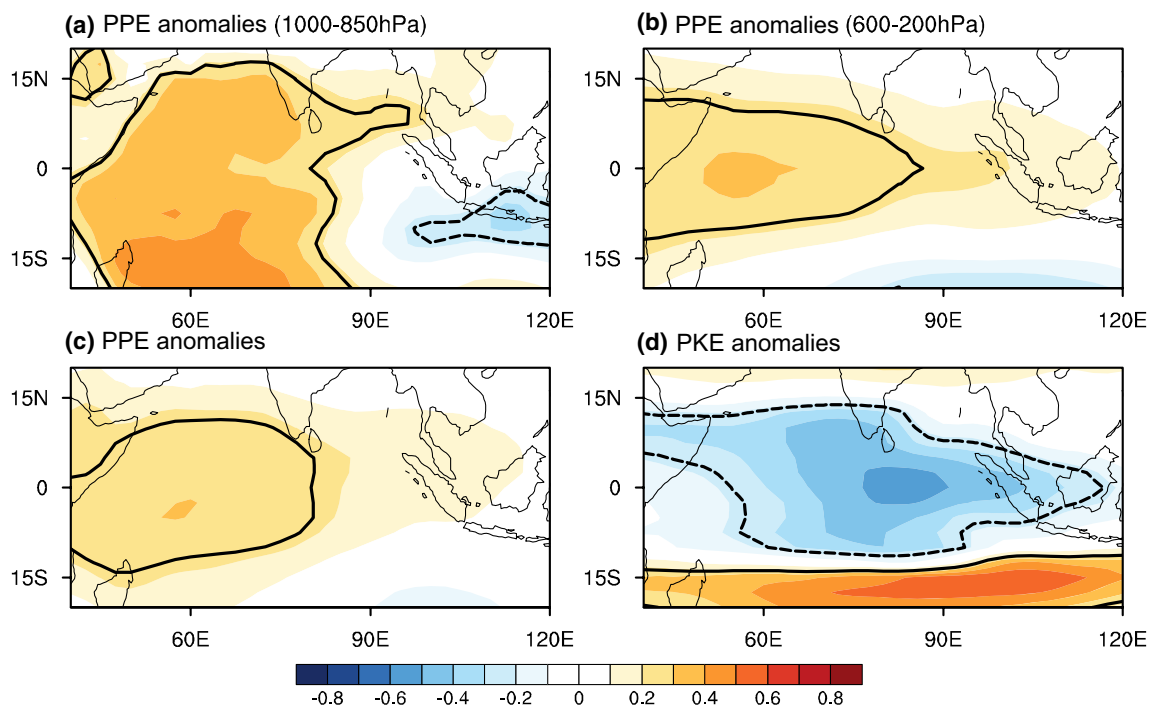 (a) PPE anomalies (1000-850hPa)
(b) PPE anomalies (600-200hPa)
15N
0
15S
60E 90E 120E
15N
0
15S
60E 90E 120E
(c) PPE anomalies
(d) PKE anomalies
15N
0
15S
60E 90E 120E
15N
0
15S
60E 90E 120E
-0.8 -0.6 -0.4 -0.2 0 0.2 0.4 0.6 0.8